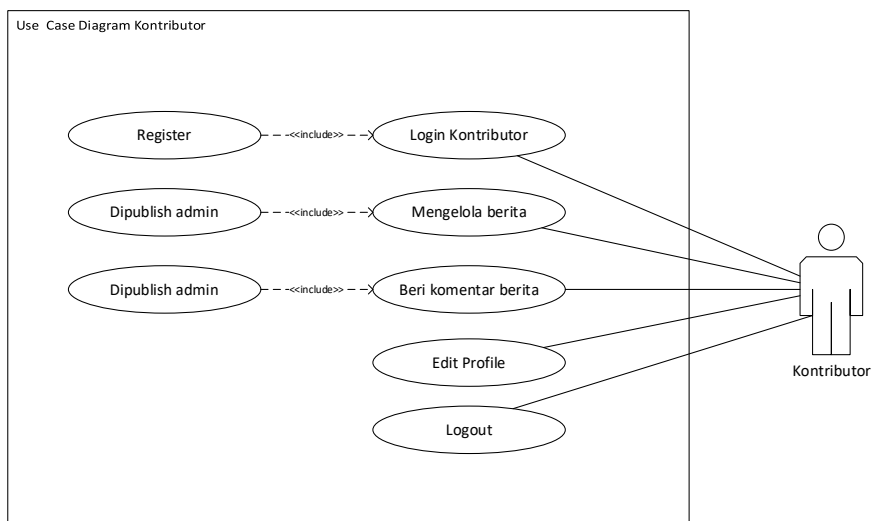 Use Case Diagram Kontributor
Register
<<include>>
Login Kontributor
Dipublish admin
<<include>>
Mengelola berita
Dipublish admin
<<include>>
Beri komentar berita
Edit Profile
Kontributor
Logout